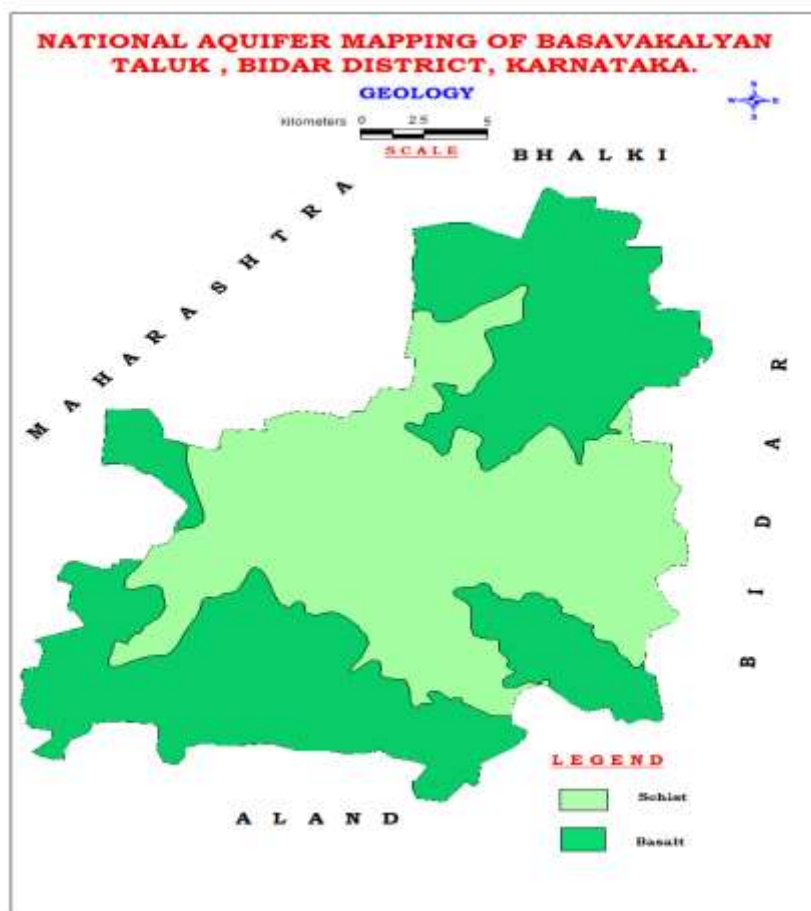 NATIONAL AQUIFER MAPPING OF BASAVAKALYAN
TALUK , BIDAR DISTRICT, KARNATAKA.
GEOLOGY
N
W E
S
kilometers 0 2.5 5
SCALE
BHALKI
MAHARASHTRA
BIDAR
LEGEND
Schist
Basalt
ALAND